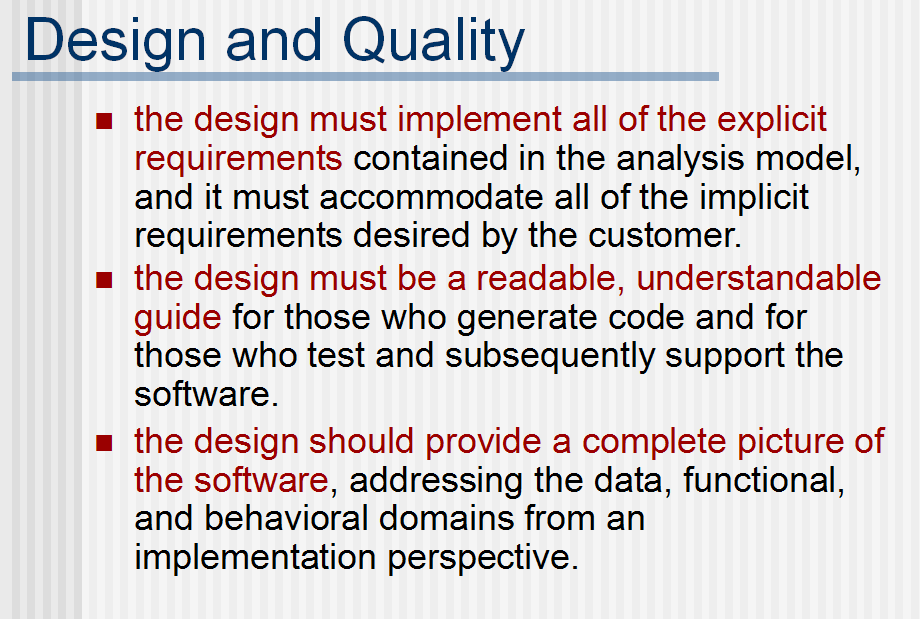 Design and Quality
the design must implement all of the explicit
requirements contained in the analysis model,
and it must accommodate all of the implicit
requirements desired by the customer.
the design must be a readable, understandable
guide for those who generate code and for
those who test and subsequently support the
software.
the design should provide a complete picture of
the software, addressing the data, functional,
and behavioral domains from an
implementation perspective.